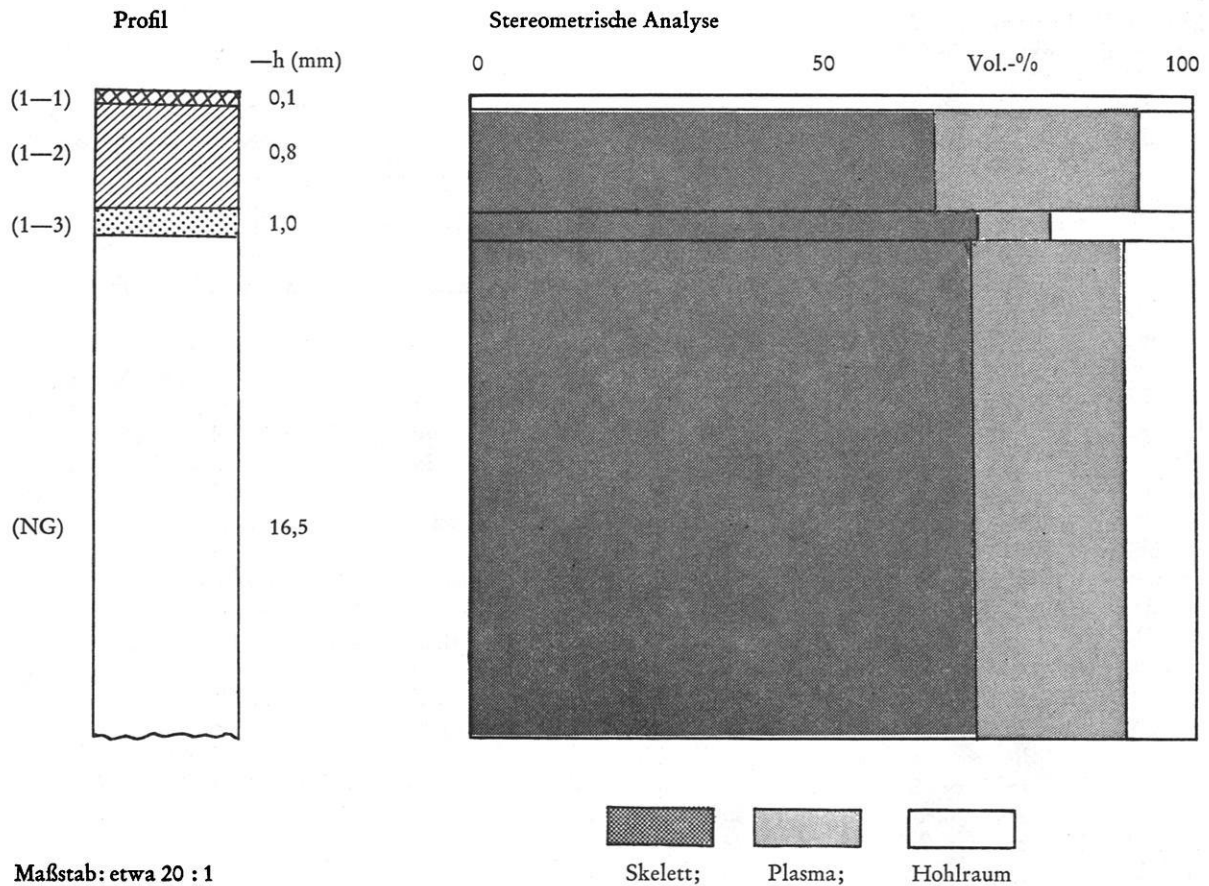 Profil Stereometrische Analyse
—h (mm) 0 50 Vol.-% 100
(1—1) 0,1
(1—2) 0,8
(1—3) 1,0
(NG) 16,5
Skelett; Plasma; Hohlraum
Maßstab: etwa 20 : 1